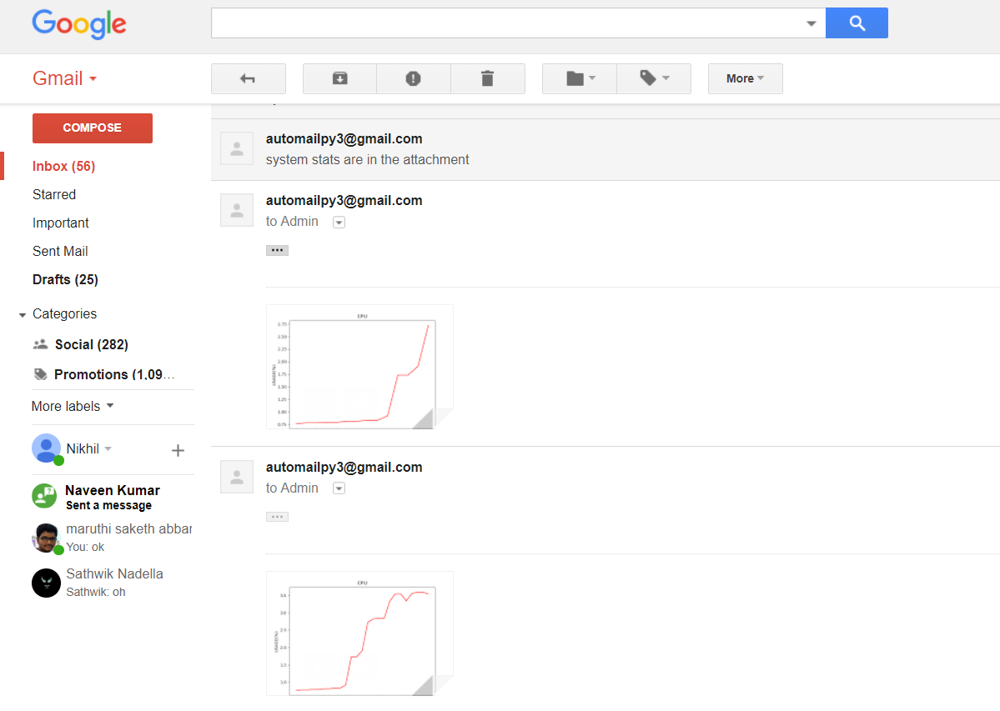 Google
Gmail
More
COMPOSE
Inbox (56)
Starred
Important
Sent Mail
Drafts (25)
Categories
Social (282)
Promotions (1,09…
More labels
Nikhil
Naveen Kumar
Sent a message
maruthi saketh abbar
You: ok
Sathwik Nadella
Sathwik: oh
automailpy3@gmail.com
system stats are in the attachment
automailpy3@gmail.com
to Admin
CPU
USAGE(%)
2.75
2.50
2.25
2.00
1.75
1.50
1.25
1.00
0.75
automailpy3@gmail.com
to Admin
CPU
USAGE(%)
3.5
3.0
2.5
2.0
1.5
1.0